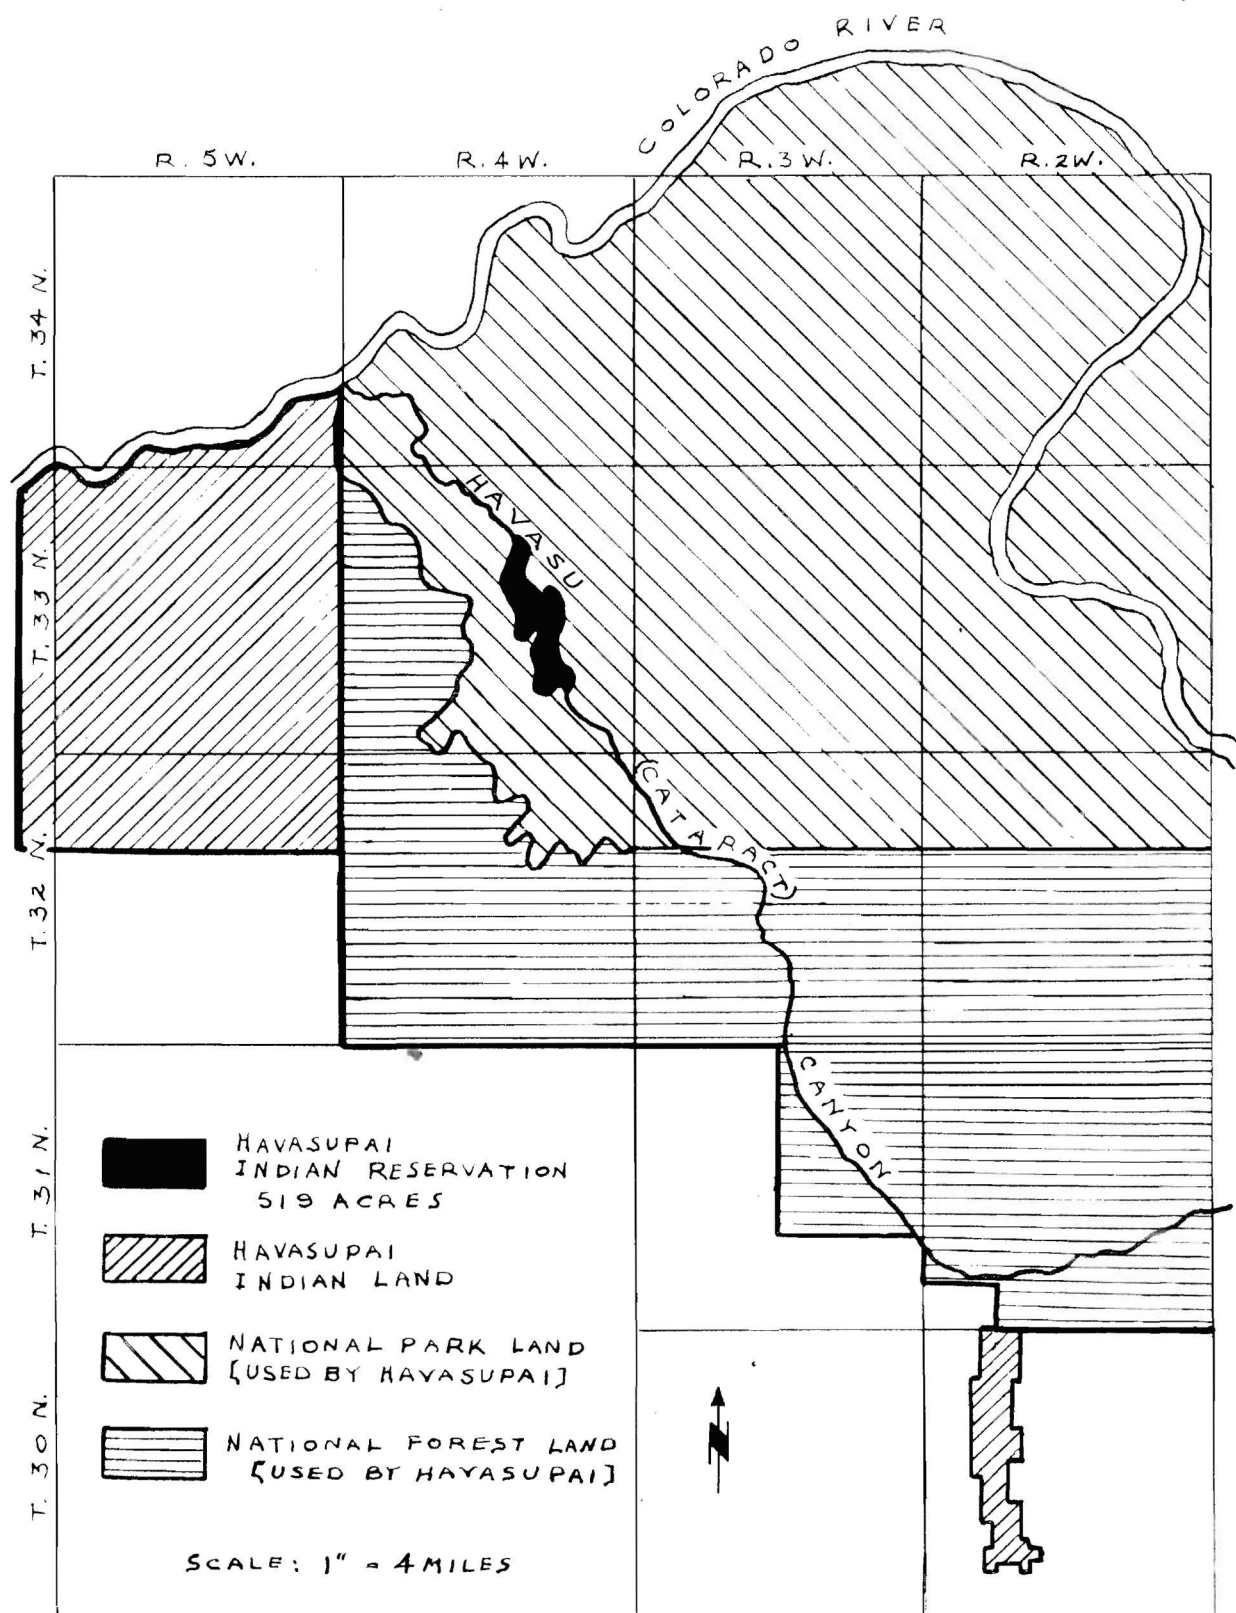 COLORADO RIVER
R. 5W.
R. 4W.
R. 3W.
R. 2W.
T. 34 N.
T. 33 N.
T. 32 N.
T. 31 N.
T. 30 N.
HAVASU
(CATARACT)
CANYON
HAVASUPAI
INDIAN RESERVATION
519 ACRES
HAVASUPAI
INDIAN LAND
NATIONAL PARK LAND
[USED BY HAVASUPAI]
NATIONAL FOREST LAND
[USED BY HAVASUPAI]
N
SCALE: 1" = 4 MILES